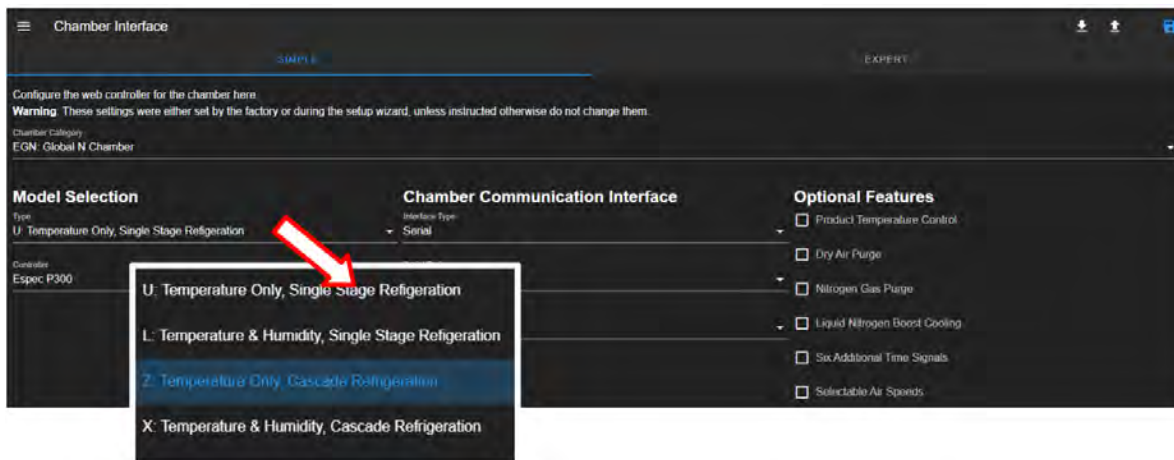 Chamber Interface
SIMPLE
EXPERT
Configure the web controller for the chamber here.
Warning: These settings were either set by the factory or during the setup wizard, unless instructed otherwise do not change them.
Chamber Category
EGN: Global N Chamber
Model Selection
Type
U: Temperature Only, Single Stage Refigeration
Controller
Espec P300
Chamber Communication Interface
Interface Type
Serial
Optional Features
Product Temperature Control
Dry Air Purge
Nitrogen Gas Purge
Liquid Nitrogen Boost Cooling
Six Additional Time Signals
Selectable Air Speeds
U: Temperature Only, Single Stage Refigeration
L: Temperature & Humidity, Single Stage Refigeration
Z: Temperature Only, Cascade Refrigeration
X: Temperature & Humidity, Cascade Refrigeration